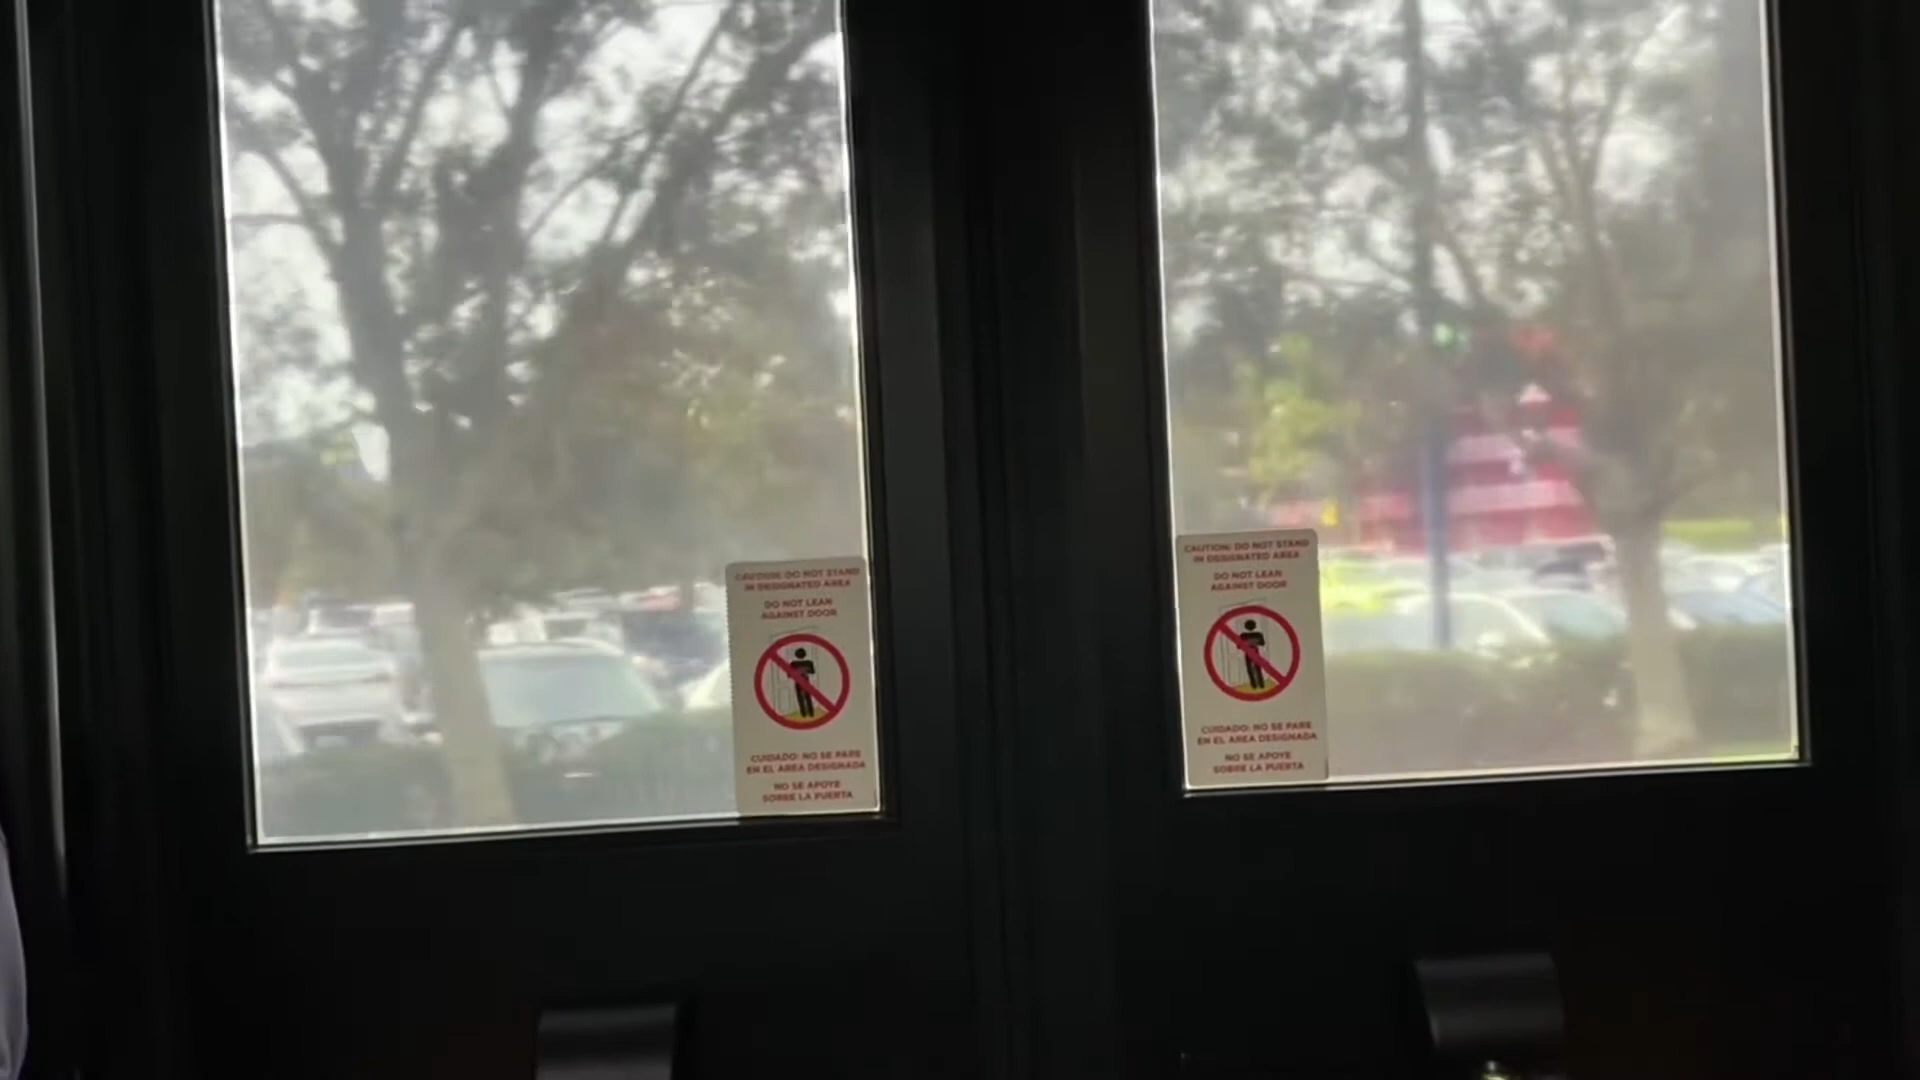 CAUTION: DO NOT STAND
IN DESIGNATED AREA
DO NOT LEAN
AGAINST DOOR
CUIDADO: NO SE PARE
EN EL AREA DESIGNADA
NO SE APOYE
SOBRE LA PUERTA
CAUTION: DO NOT STAND
IN DESIGNATED AREA
DO NOT LEAN
AGAINST DOOR
CUIDADO: NO SE PARE
EN EL AREA DESIGNADA
NO SE APOYE
SOBRE LA PUERTA